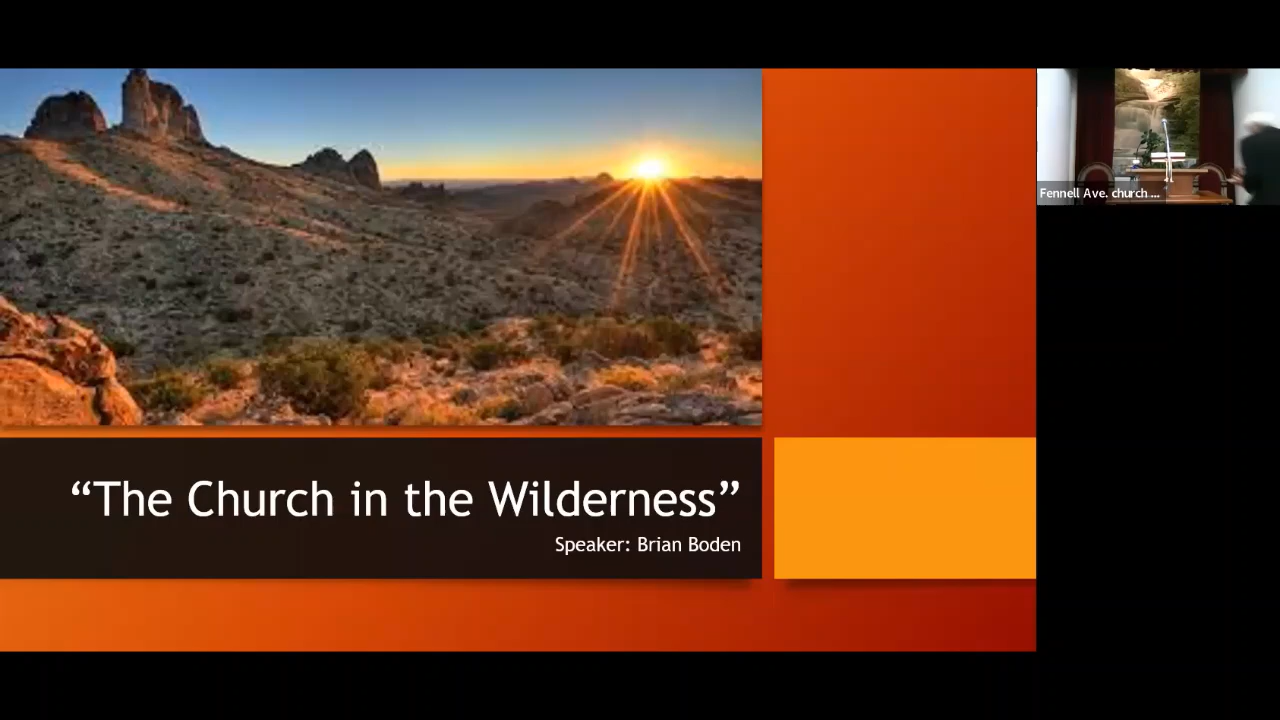 “The Church in the Wilderness”
Speaker: Brian Boden
Fennell Ave. church ...